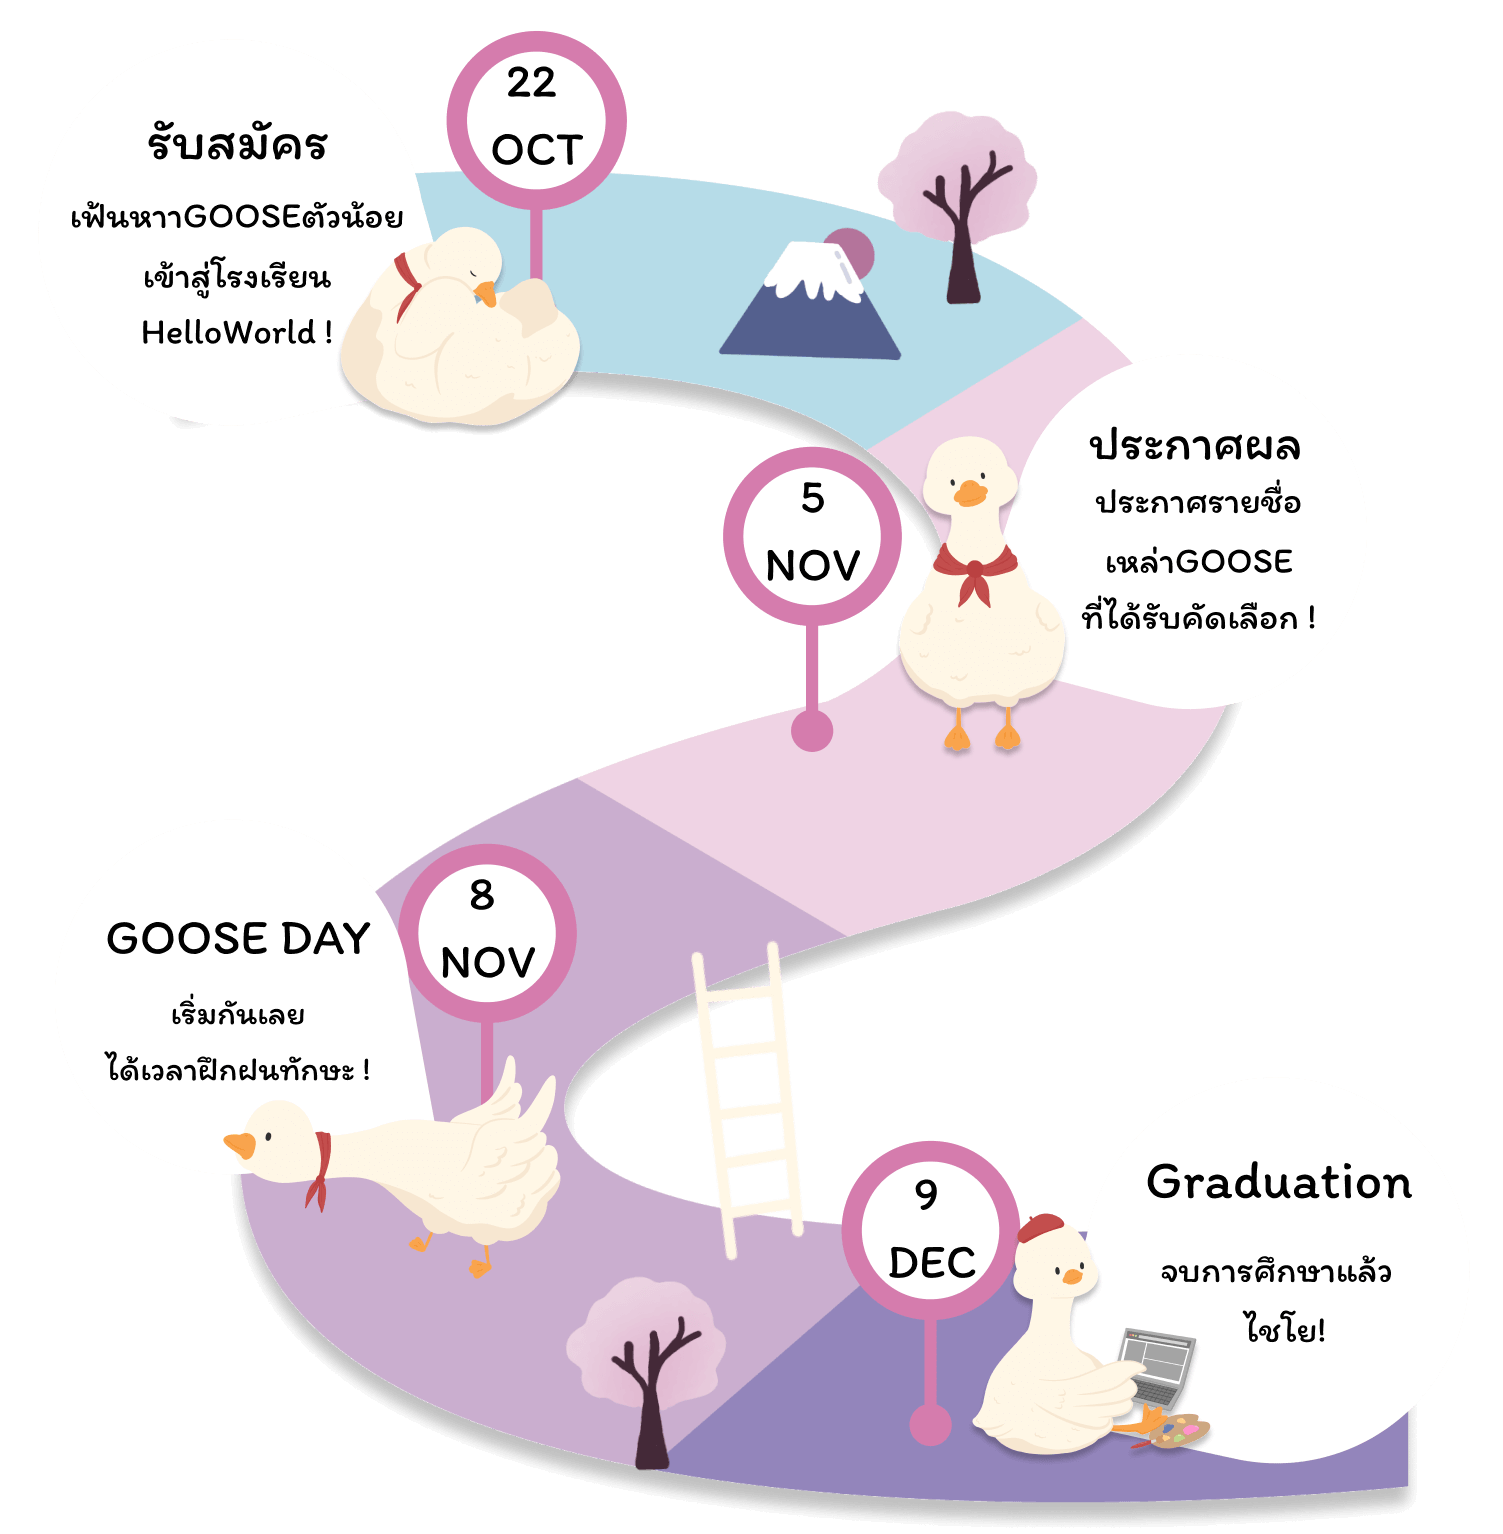 22
OCT
รับสมัคร
เฟ้นหาาGOOSEตัวน้อย
เข้าสู่โรงเรียน
HelloWorld !
5
NOV
ประกาศผล
ประกาศรายชื่อ
เหล่าGOOSE
ที่ได้รับคัดเลือก !
8
NOV
GOOSE DAY
เริ่มกันเลย
ได้เวลาฝึกฝนทักษะ !
9
DEC
Graduation
จบการศึกษาแล้ว
ไชโย!